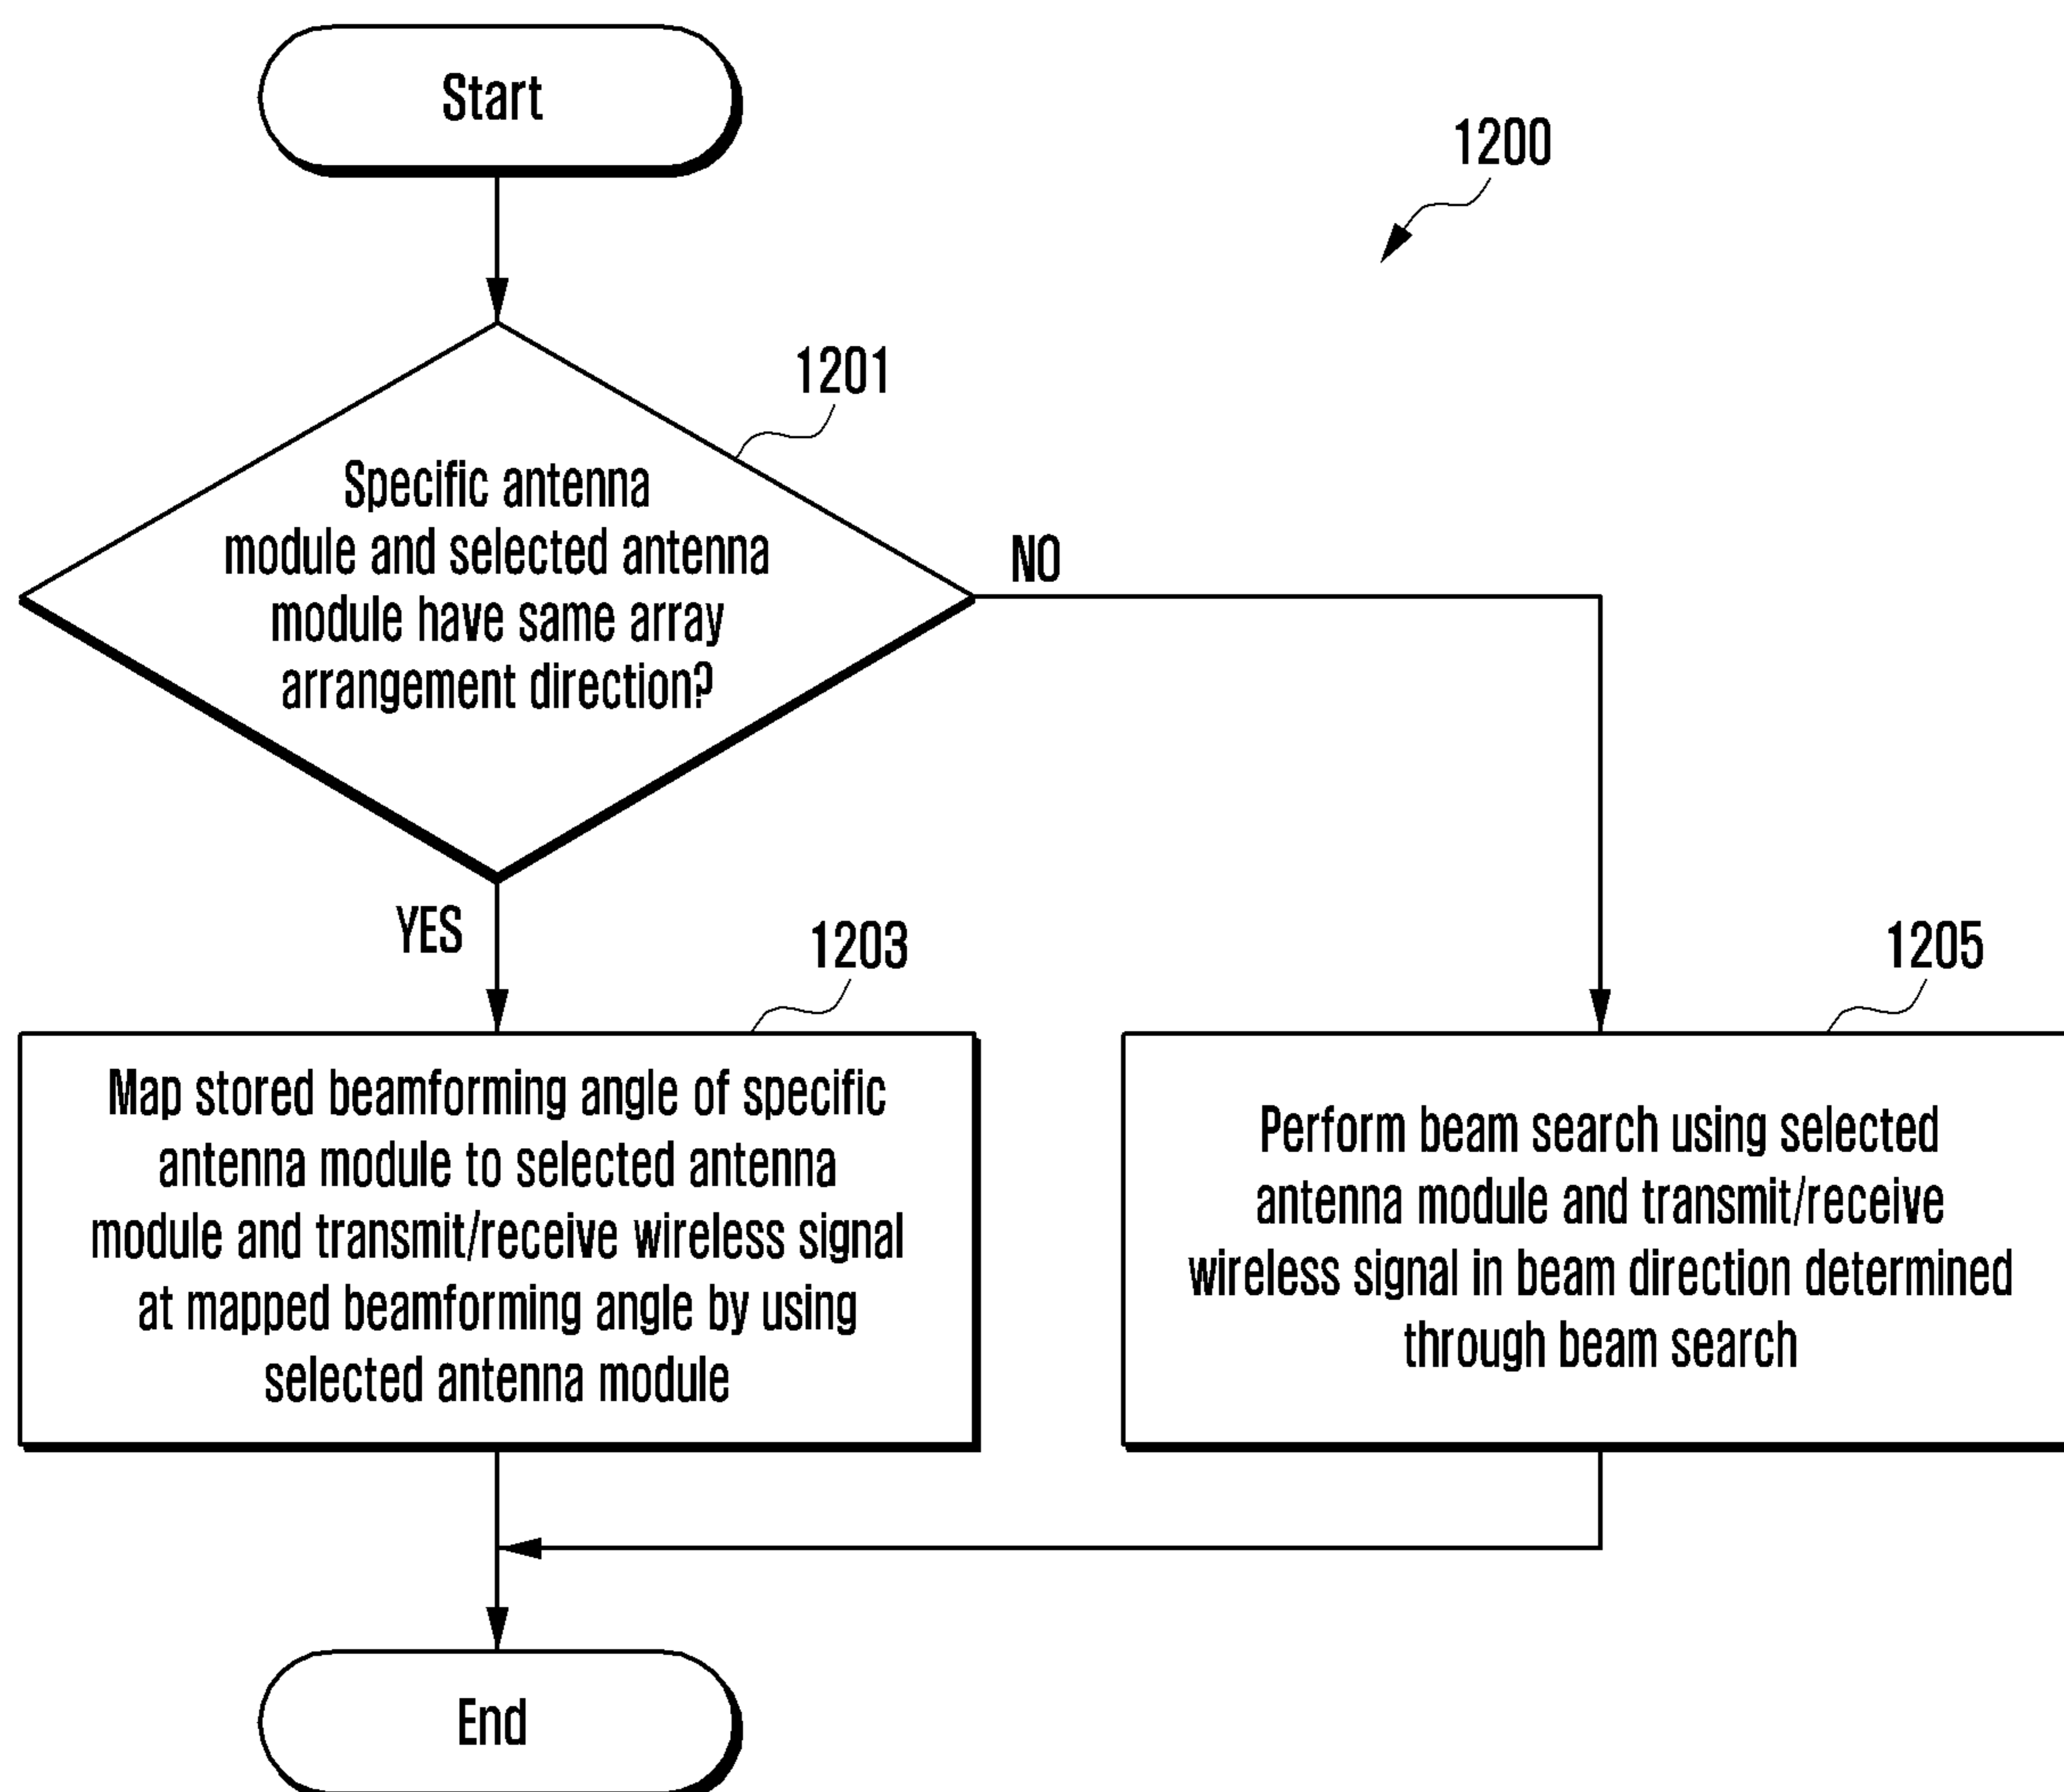 Start
1200
1201
Specific antenna
module and selected antenna
module have same array
arrangement direction?
NO
YES
1203
Map stored beamforming angle of specific
antenna module to selected antenna
module and transmit/receive wireless signal
at mapped beamforming angle by using
selected antenna module
1205
Perform beam search using selected
antenna module and transmit/receive
wireless signal in beam direction determined
through beam search
End